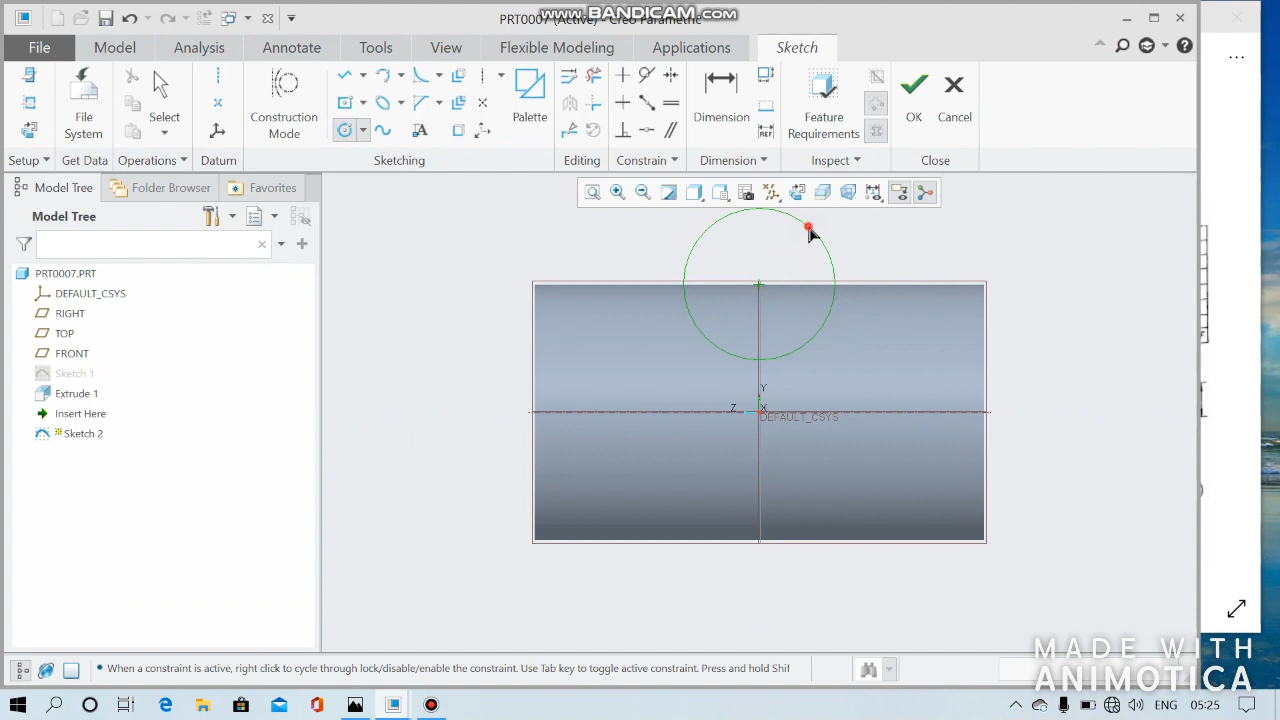 PRT0007 (Active) - Creo Parametric
www.BANDICAM.com
File
Model
Analysis
Annotate
Tools
View
Flexible Modeling
Applications
Sketch
File System
Select
Construction Mode
Palette
Dimension
REF
Feature Requirements
OK
Cancel
Setup
Get Data
Operations
Datum
Sketching
Editing
Constrain
Dimension
Inspect
Close
Model Tree
Folder Browser
Favorites
Model Tree
PRT0007.PRT
DEFAULT_CSYS
RIGHT
TOP
FRONT
Sketch 1
Extrude 1
Insert Here
Sketch 2
Y
Z
X
DEFAULT_CSYS
• When a constraint is active, right click to cycle through lock/disable/enable the constraint. Use Tab key to toggle active constraint. Press and hold Shif
MADE WITH
ANIMOTICA
ENG
05:25